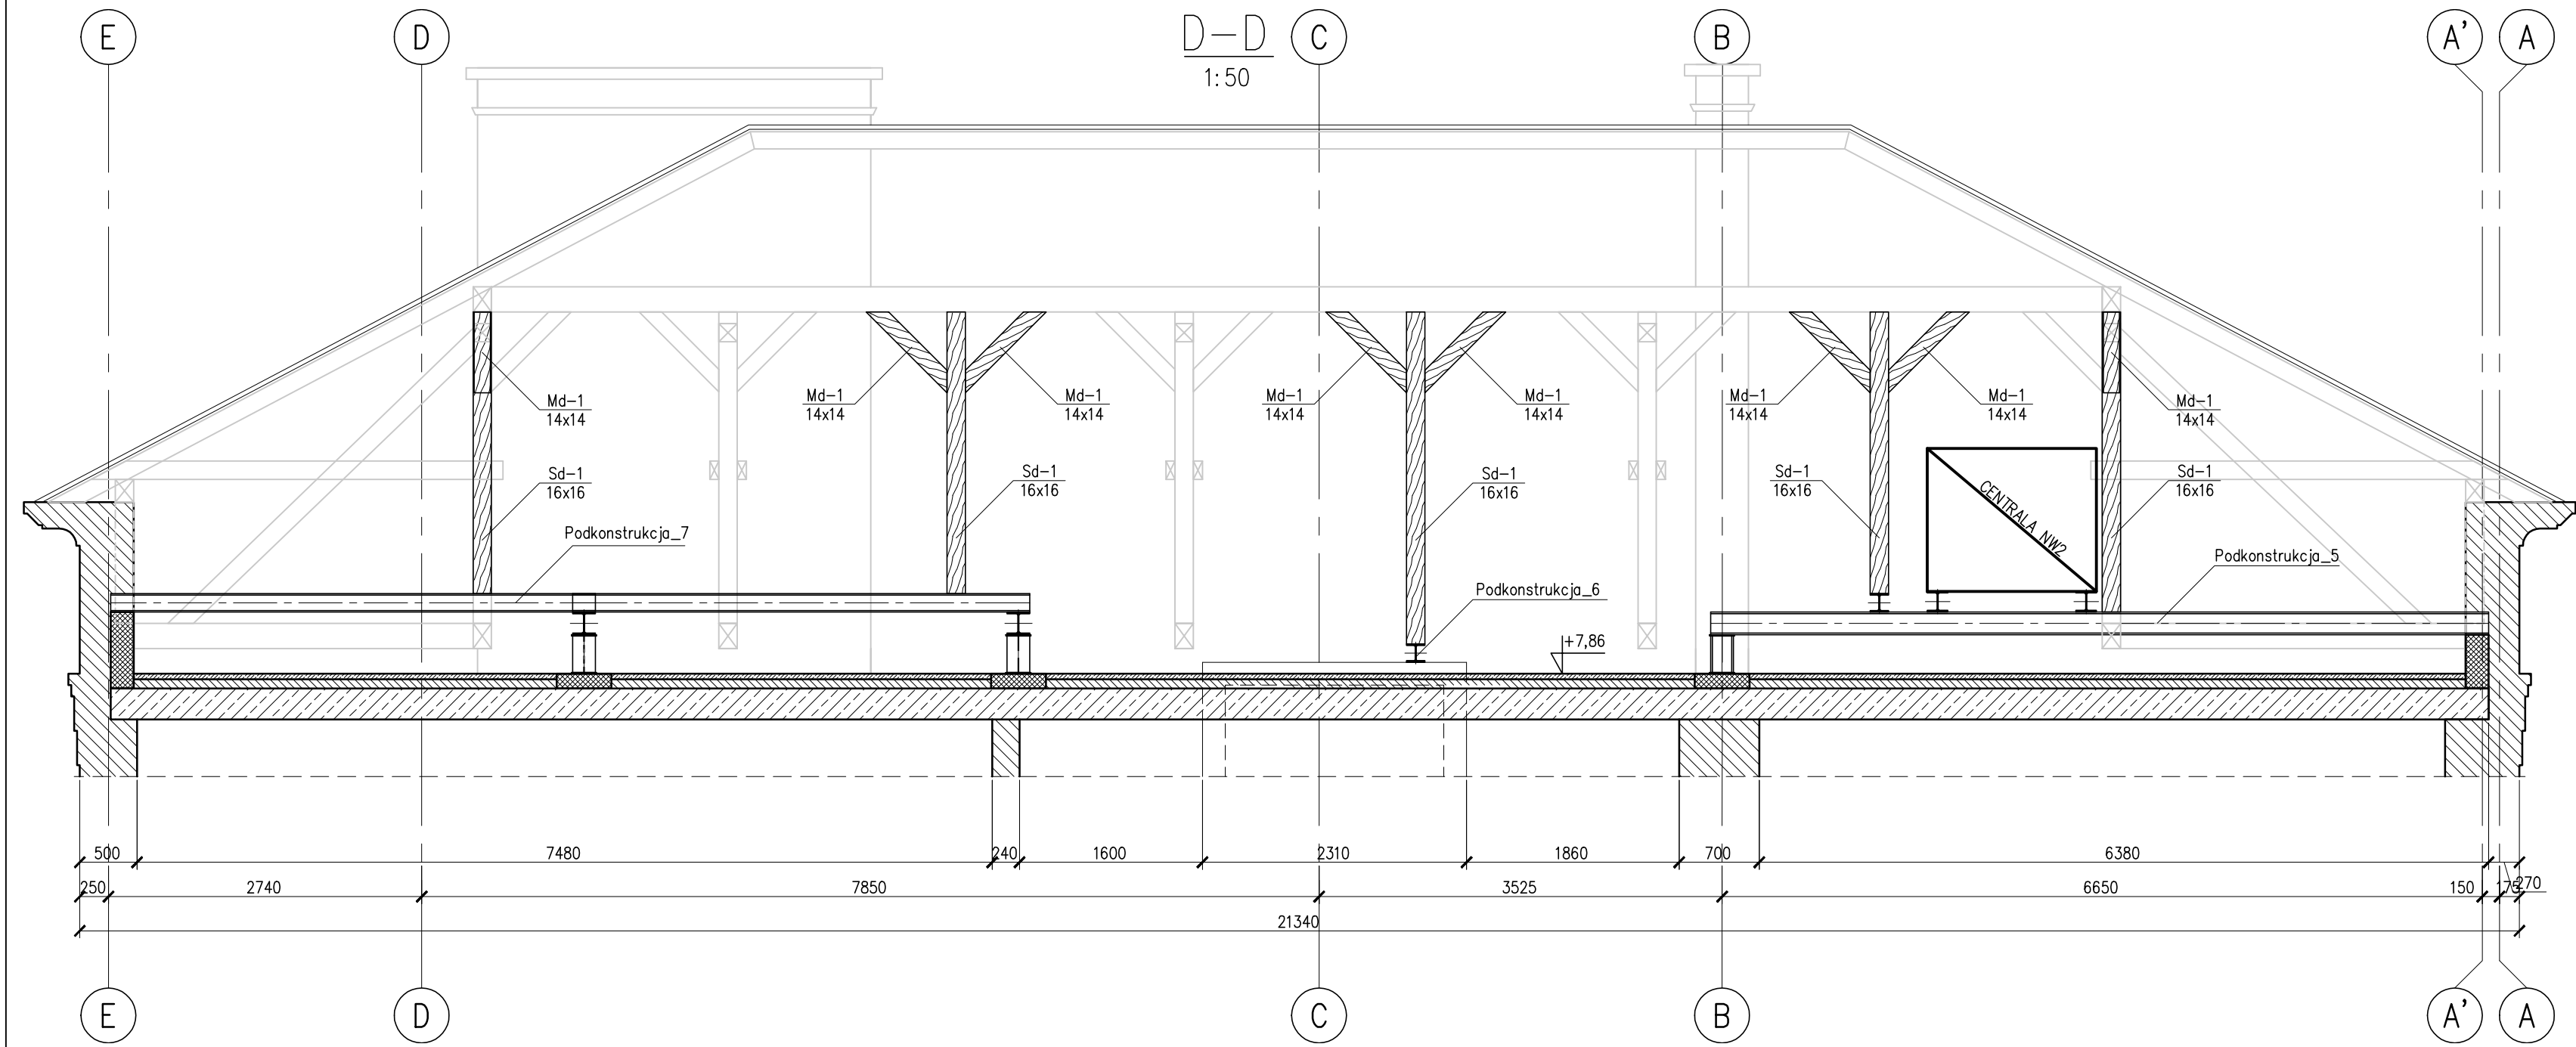 E
D
D-D
C
B
A'
A
1:50
Md-1
14x14
Md-1
14x14
Md-1
14x14
Md-1
14x14
Md-1
14x14
Md-1
14x14
Md-1
14x14
Md-1
14x14
Sd-1
16x16
Sd-1
16x16
Sd-1
16x16
Sd-1
16x16
CENTRALA NW2
Sd-1
16x16
Podkonstrukcja_7
Podkonstrukcja_6
+7,86
Podkonstrukcja_5
500
7480
240
1600
2310
1860
700
6380
250
2740
7850
3525
6650
150
175
270
21340
E
D
C
B
A'
A